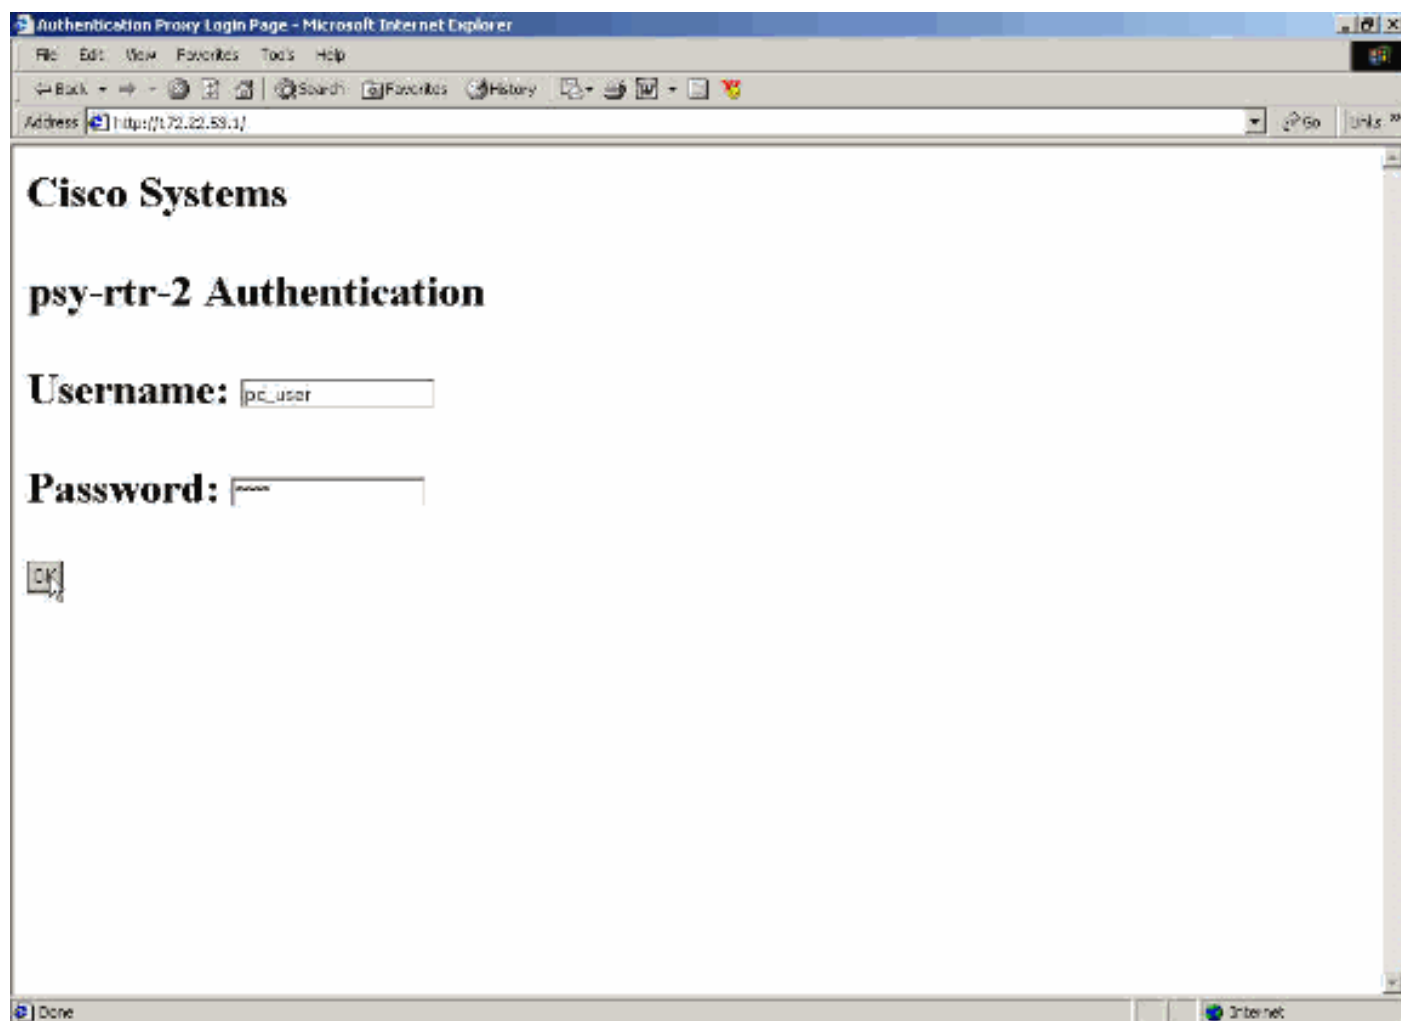 Authentication Proxy Login Page - Microsoft Internet Explorer
File Edit View Favorites Tools Help
Back Search Favorites History
Address http://172.22.53.1/ Go Links »
Cisco Systems
psy-rtr-2 Authentication
Username: pc_user
Password: ****
OK
Done Internet